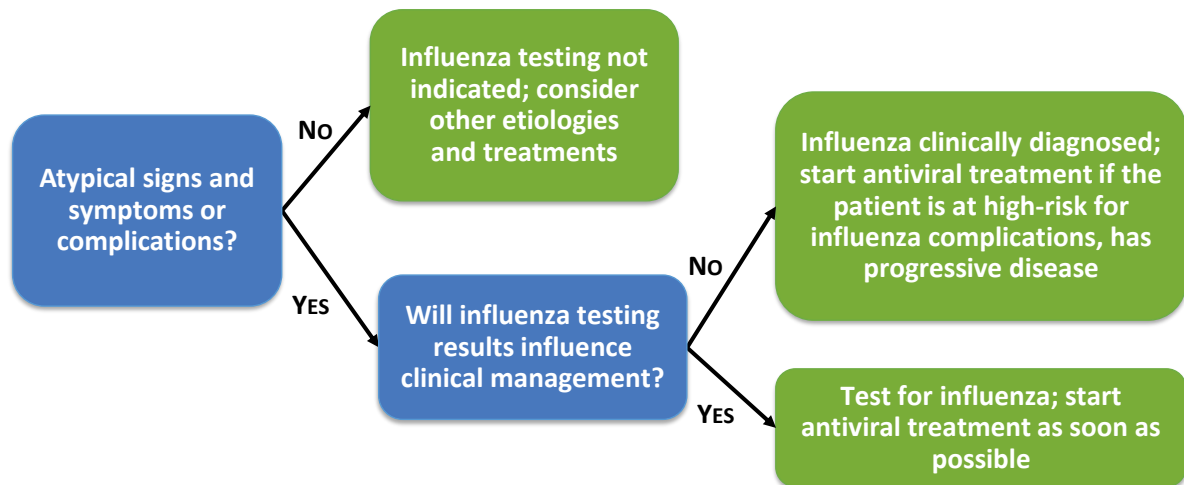 Atypical signs and
symptoms or
complications?
NO
Influenza testing not
indicated; consider
other etiologies
and treatments
YES
Will influenza testing
results influence
clinical management?
NO
Influenza clinically diagnosed;
start antiviral treatment if the
patient is at high-risk for
influenza complications, has
progressive disease
YES
Test for influenza; start
antiviral treatment as soon as
possible